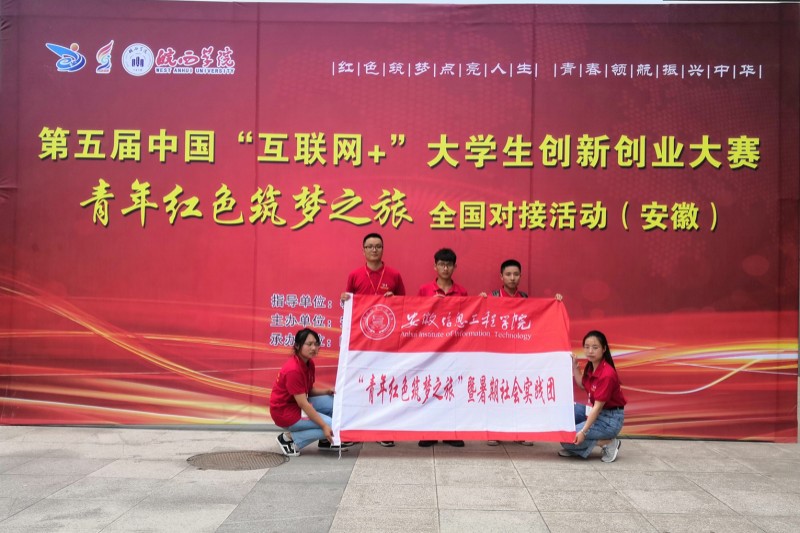 皖西学院
WEST ANHUI UNIVERSITY
|红|色|筑|梦|点|亮|人|生| |青|春|领|航|振|兴|中|华|
第五届中国“互联网+”大学生创新创业大赛
青年红色筑梦之旅 全国对接活动（安徽）
指导单位：
主办单位：
承办
安徽信息工程学院
Anhui Institute of Information Technology
“青年红色筑梦之旅”暨暑期社会实践团